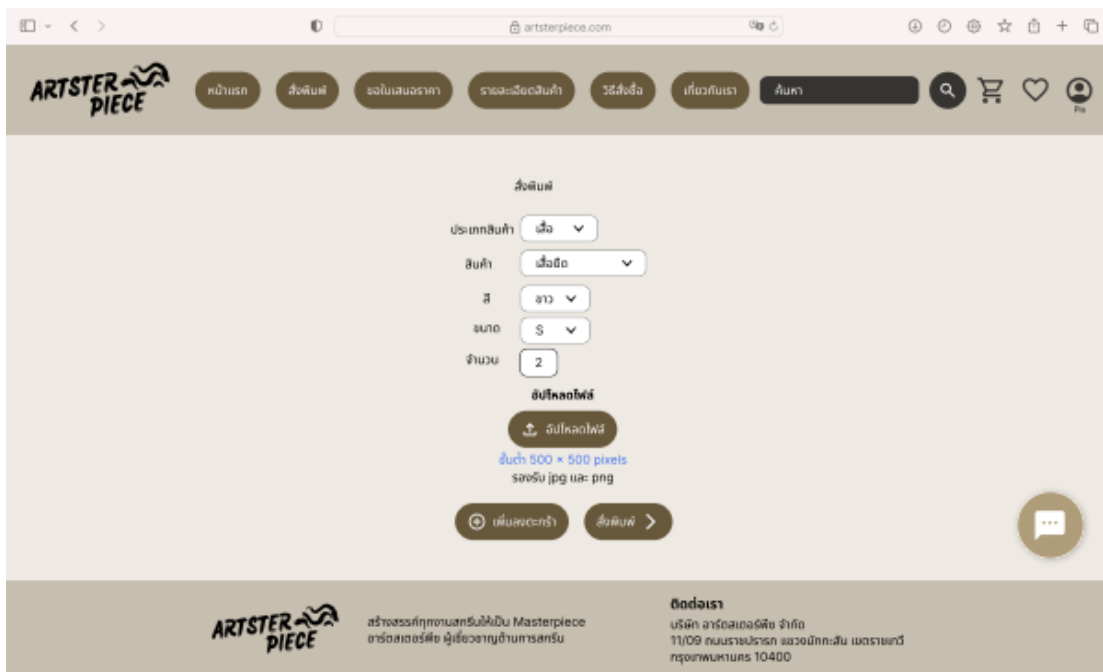 artsterpiece.com
ARTSTER
PIECE
หน้าแรก
สั่งพิมพ์
ขอใบเสนอราคา
รายละเอียดสินค้า
วิธีสั่งซื้อ
เกี่ยวกับเรา
ค้นหา
สั่งพิมพ์
ประเภทสินค้า เสื้อ
สินค้า เสื้อยืด
สี ขาว
ขนาด S
จำนวน 2
อัปโหลดไฟล์
อัปโหลดไฟล์
ขั้นต่ำ 500 × 500 pixels
รองรับ jpg และ png
เพิ่มลงตะกร้า
สั่งพิมพ์
ARTSTER
PIECE
สร้างสรรค์ทุกงานสกรีนให้เป็น Masterpiece
อาร์ตสเตอร์พีซ ผู้เชี่ยวชาญด้านการสกรีน
ติดต่อเรา
บริษัท อาร์ตสเตอร์พีซ จำกัด
11/09 ถนนราชปรารภ แขวงมักกะสัน เขตราชเทวี
กรุงเทพมหานคร 10400